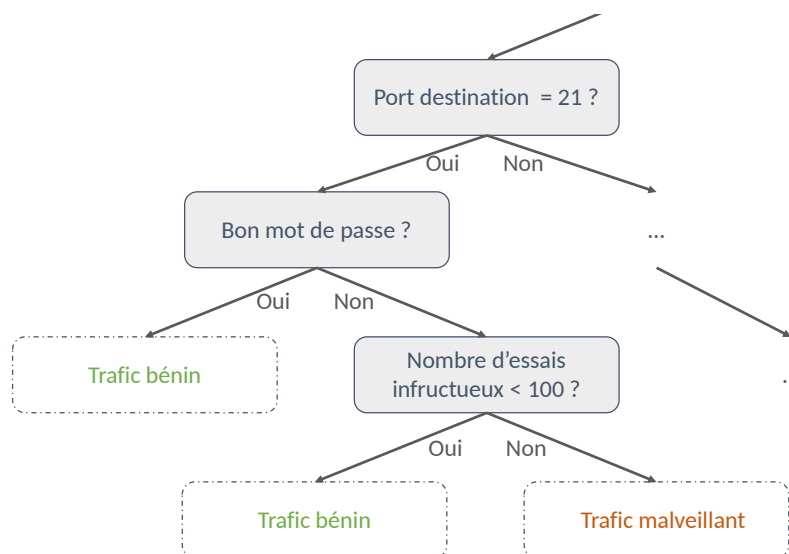 Port destination  = 21 ?
Oui
Non
Bon mot de passe ?
...
Oui
Non
Trafic bénin
Nombre d’essais
infructueux < 100 ?
.
Oui
Non
Trafic bénin
Trafic malveillant